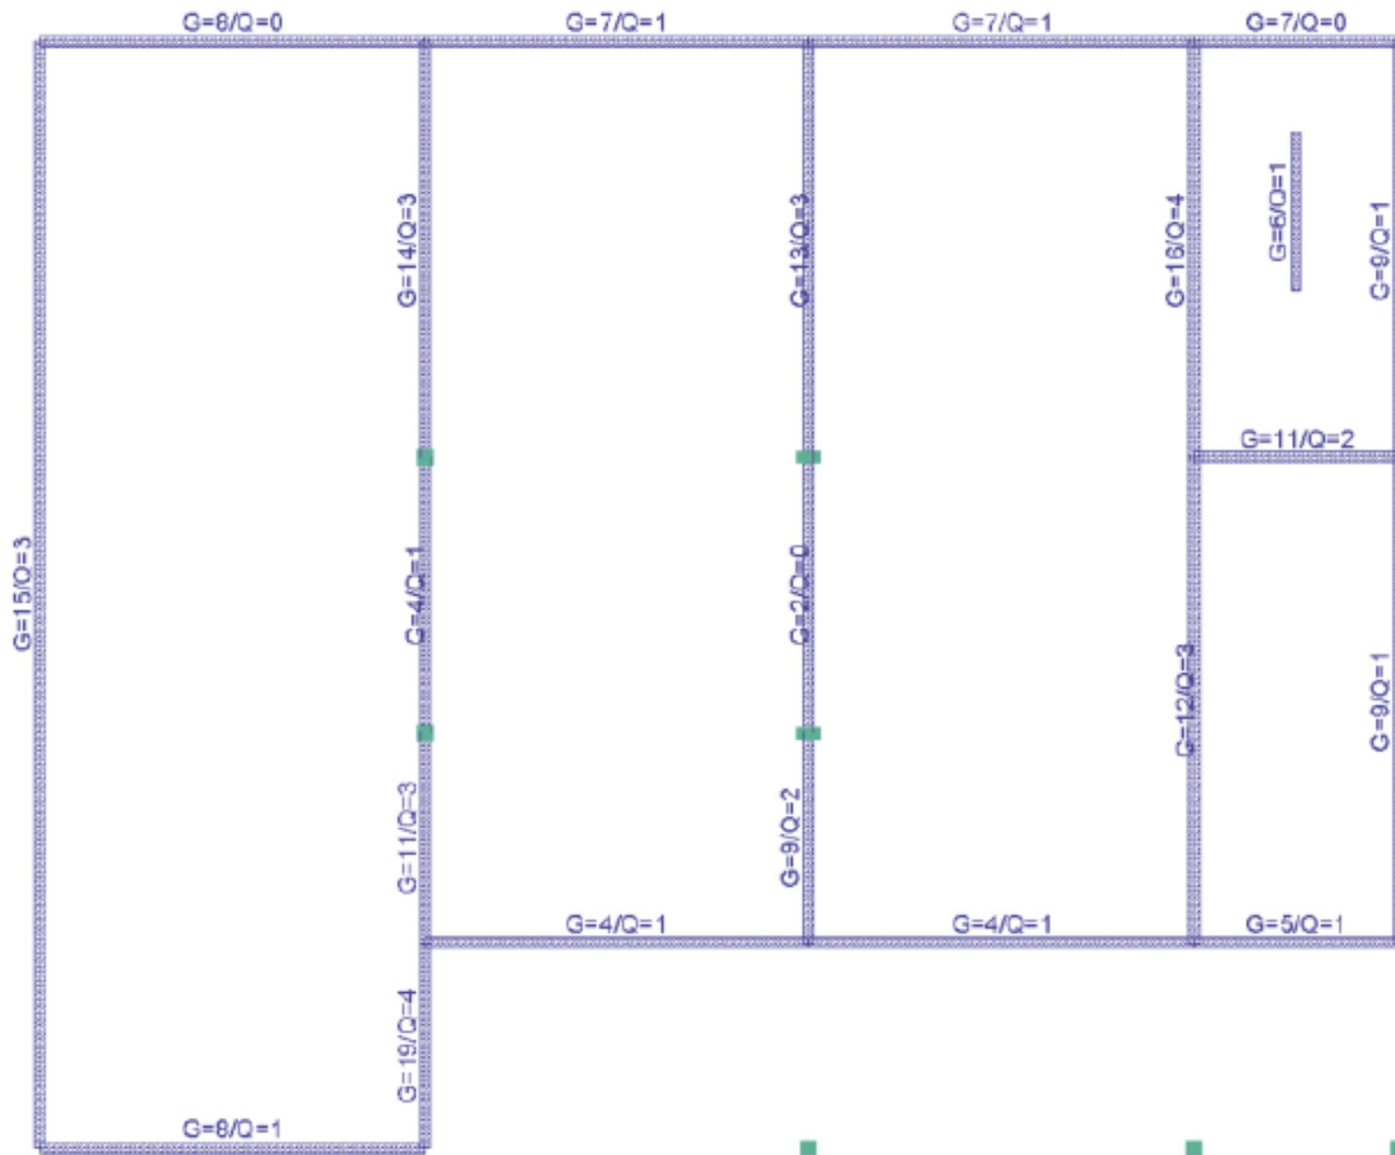 G=8/Q=0
G=7/Q=1
G=7/Q=1
G=7/Q=0
G=14/Q=3
G=13/Q=3
G=16/Q=4
G=6/Q=1
G=9/Q=1
G=11/Q=2
G=15/Q=3
G=4/Q=1
G=2/Q=0
G=12/Q=3
G=9/Q=1
G=11/Q=3
G=9/Q=2
G=4/Q=1
G=4/Q=1
G=5/Q=1
G=19/Q=4
G=8/Q=1